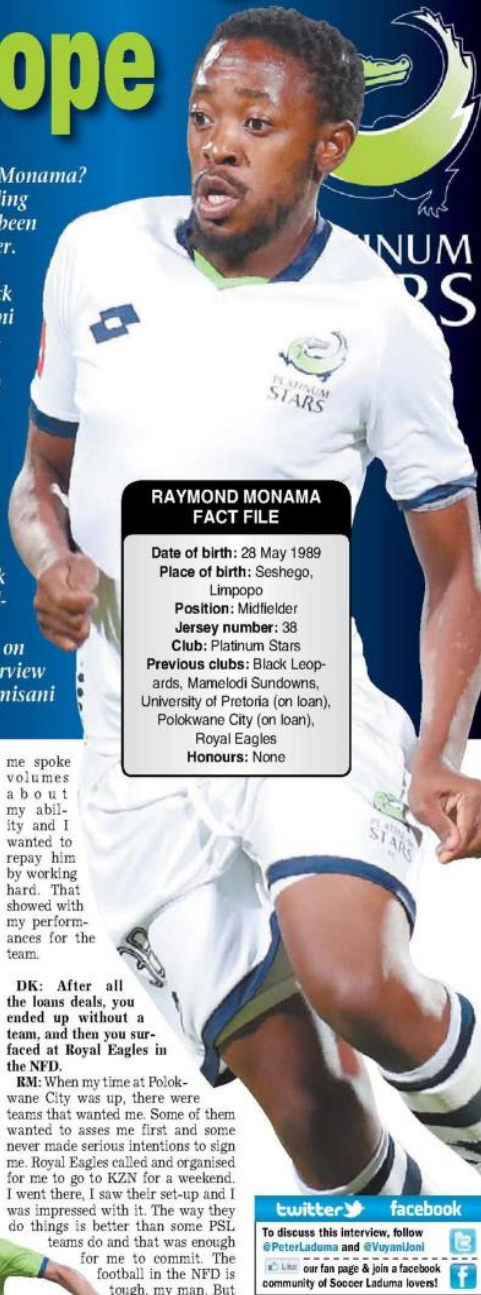 ope
Monama?
ling
been
er.
ck
ni
k
on
rview
misani
INUM
RS
PLATINUM
STARS
RAYMOND MONAMA
FACT FILE
Date of birth: 28 May 1989
Place of birth: Seshego,
Limpopo
Position: Midfielder
Jersey number: 38
Club: Platinum Stars
Previous clubs: Black Leop-
ards, Mamelodi Sundowns,
University of Pretoria (on loan),
Polokwane City (on loan),
Royal Eagles
Honours: None
PLATINUM
STARS
me spoke
volumes
about
my abil-
ity and I
wanted to
repay him
by working
hard. That
showed with
my perform-
ances for the
team.
DK: After all
the loans deals, you
ended up without a
team, and then you sur-
faced at Royal Eagles in
the NFD.
RM: When my time at Polok-
wane City was up, there were
teams that wanted me. Some of them
wanted to asses me first and some
never made serious intentions to sign
me. Royal Eagles called and organised
for me to go to KZN for a weekend.
I went there, I saw their set-up and I
was impressed with it. The way they
do things is better than some PSL
teams do and that was enough
for me to commit. The
football in the NFD is
tough, my man. But
twitter facebook
To discuss this interview, follow
@PeterLaduma and @VuyaniJoni
Like our fan page & join a facebook
community of Soccer Laduma lovers!